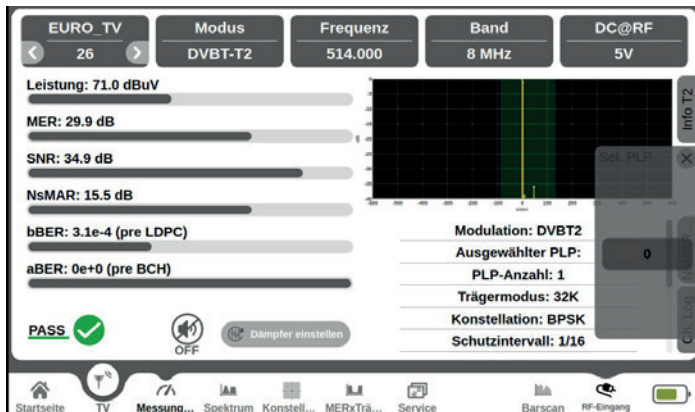 EURO_TV Modus Frequenz Band DC@RF
26 DVBT-T2 514.000 8 MHz 5V
Leistung: 71.0 dBuV
MER: 29.9 dB
SNR: 34.9 dB
NsMAR: 15.5 dB
bBER: 3.1e-4 (pre LDPC)
aBER: 0e+0 (pre BCH)
PASS
OFF
Dämpfer einstellen
Info T2
Sel. PLP
Modulation: DVBT2
Ausgewählter PLP: 0
PLP-Anzahl: 1
Trägermodus: 32K
Konstellation: BPSK
Schutzintervall: 1/16
Startseite TV Messung... Spektrum Konstell... MERxTrä... Service Barscan RF-Eingang